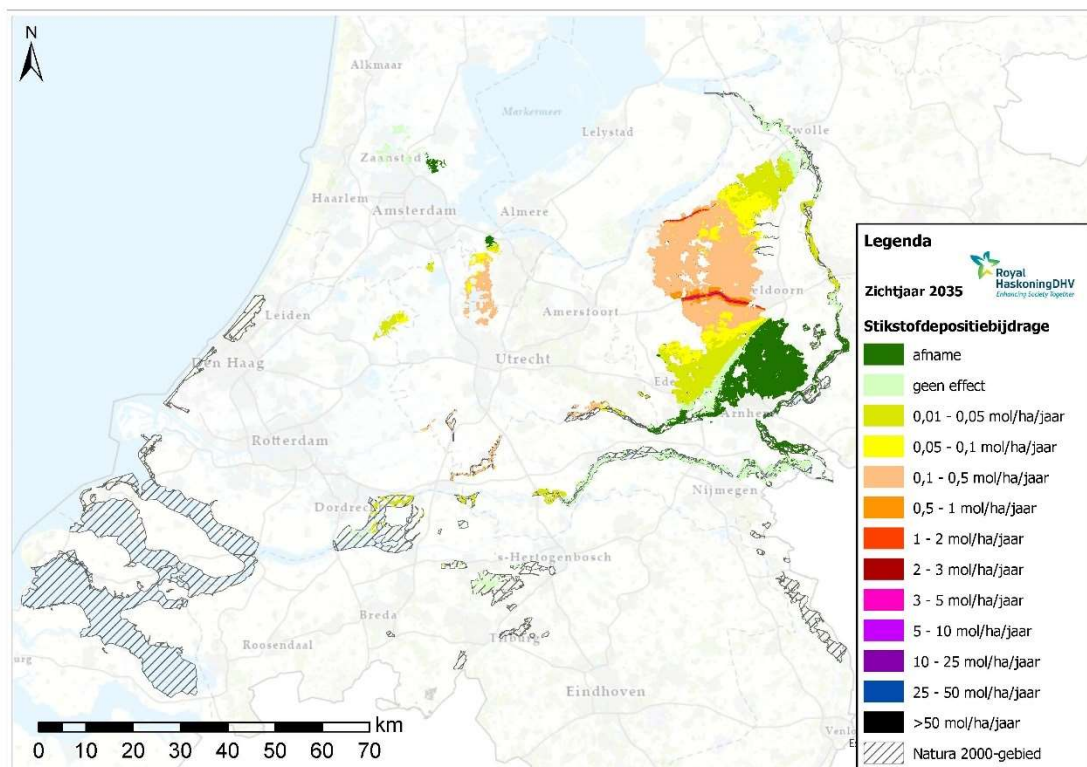 N
Alkmaar
Markermeer
Lelystad
Zwolle
Zaanstad
Haarlem
Amsterdam
Almere
Leiden
Amersfoort
eldoorn
Den Haag
Utrecht
Ede
Arnhem
Rotterdam
Nijmegen
Dordrecht
's-Hertogenbosch
Breda
Tilburg
Roosendaal
Eindhoven
urg
Venlo
Es
km
0 10 20 30 40 50 60 70
Legenda
Royal
HaskoningDHV
Enhancing Society Together
Zichtjaar 2035
Stikstofdepositiebijdrage
afname
geen effect
0,01 - 0,05 mol/ha/jaar
0,05 - 0,1 mol/ha/jaar
0,1 - 0,5 mol/ha/jaar
0,5 - 1 mol/ha/jaar
1 - 2 mol/ha/jaar
2 - 3 mol/ha/jaar
3 - 5 mol/ha/jaar
5 - 10 mol/ha/jaar
10 - 25 mol/ha/jaar
25 - 50 mol/ha/jaar
>50 mol/ha/jaar
Natura 2000-gebied